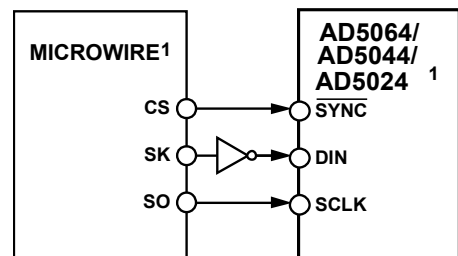 MICROWIRE1
AD5064/
AD5044/
AD5024 1
CS
SYNC
SK
DIN
SO
SCLK